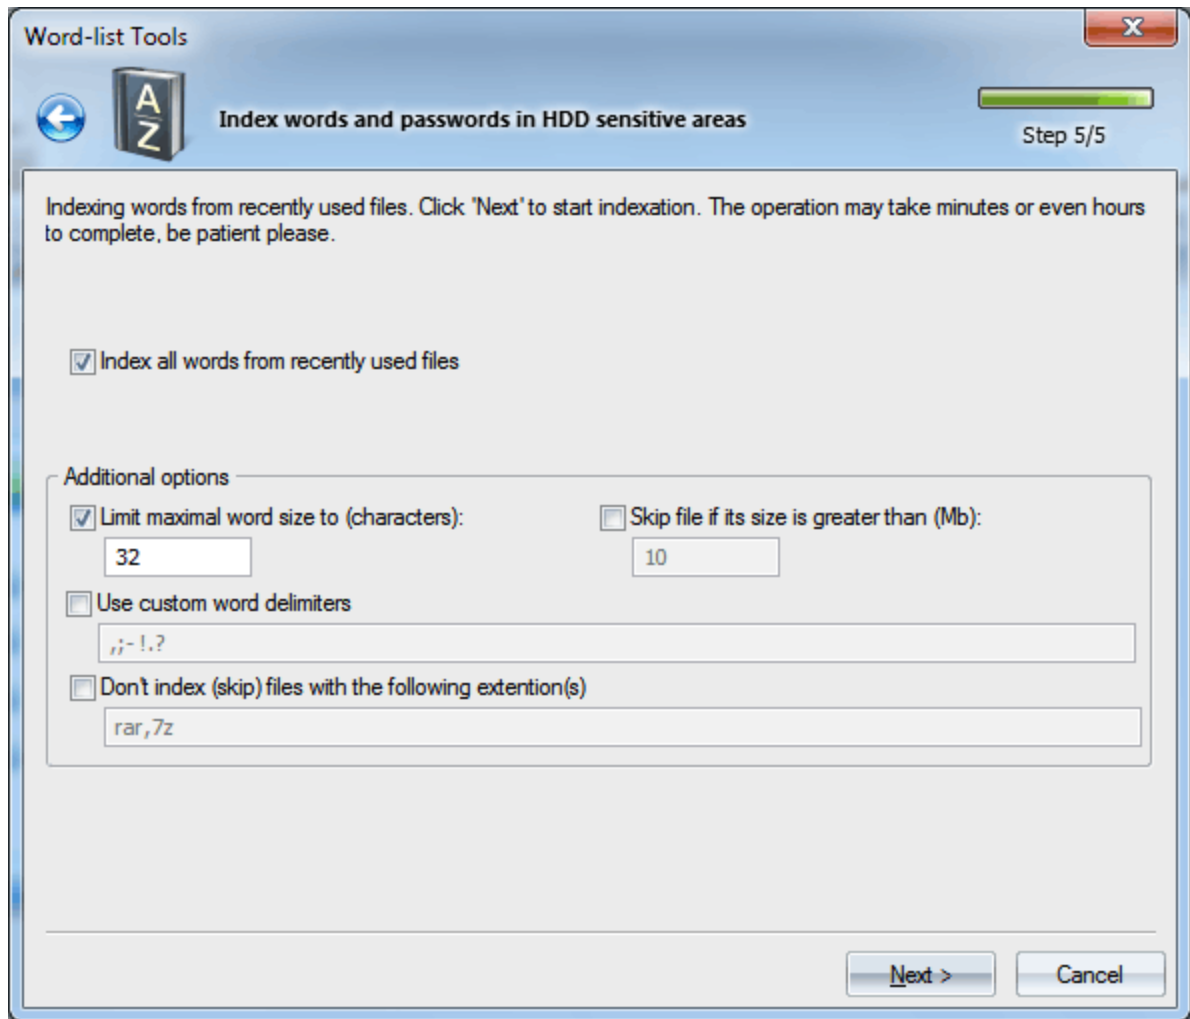 Word-list Tools
A
Z
Index words and passwords in HDD sensitive areas
Step 5/5
Indexing words from recently used files. Click 'Next' to start indexation. The operation may take minutes or even hours
to complete, be patient please.
Index all words from recently used files
Additional options
Limit maximal word size to (characters):
Skip file if its size is greater than (Mb):
32
10
Use custom word delimiters
,;-!.?
Don't index (skip) files with the following extention(s)
rar,7z
Next >
Cancel